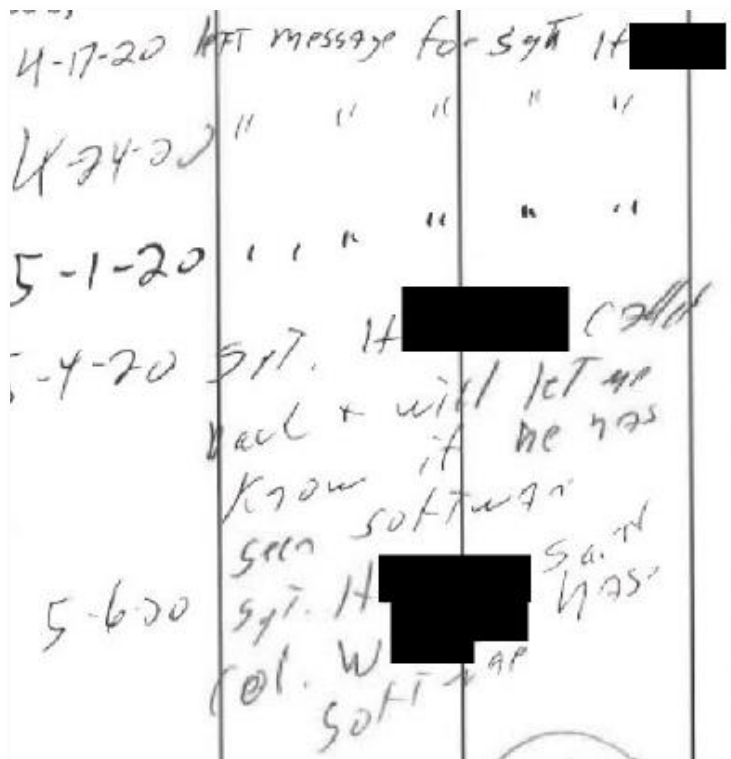 4-17-20 left message for sgt H
4-24-20 " " " " "
5-1-20 " " " " "
5-4-20 Sgt. H called
back + will let me
know if he has
seen software
5-6-20 Sgt. H said
Col. W has
software